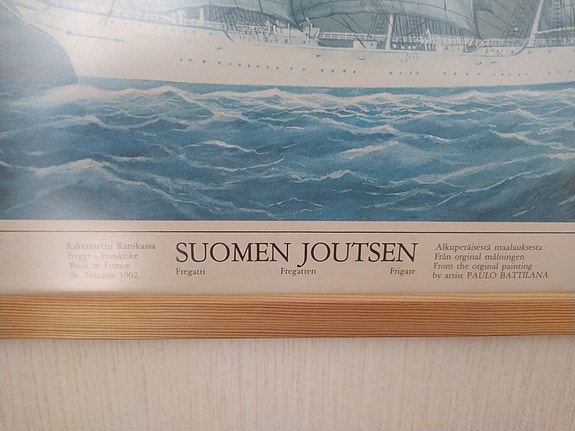 Rakennettu Ranskassa
Byggt i Frankrike
Built in
St. Nazaire 1902
SUOMEN JOUTSEN
Fregatti Fregatten Frigate
Alkuperäisestä maalauksesta
Från orginal målningen
From the orginal painting
by artist PAULO BATTILANA